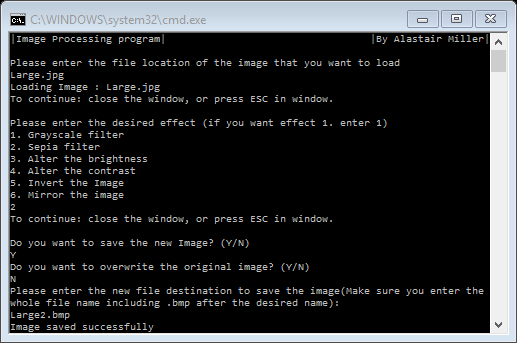 C:\WINDOWS\system32\cmd.exe
|Image Processing program| |By Alastair Miller|
Please enter the file location of the image that you want to load
Large.jpg
Loading Image : Large.jpg
To continue: close the window, or press ESC in window.
Please enter the desired effect (if you want effect 1. enter 1)
1. Grayscale filter
2. Sepia filter
3. Alter the brightness
4. Alter the contrast
5. Invert the Image
6. Mirror the image
2
To continue: close the window, or press ESC in window.
Do you want to save the new Image? (Y/N)
Y
Do you want to overwrite the original image? (Y/N)
N
Please enter the new file destination to save the image(Make sure you enter the
whole file name including .bmp after the desired name):
Large2.bmp
Image saved successfully